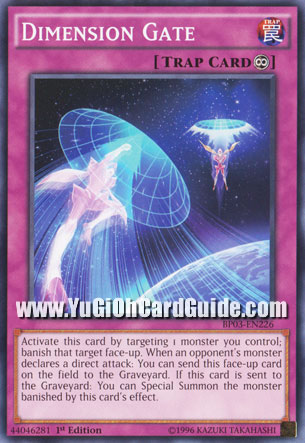 DIMENSION GATE
TRAP
罠
[TRAP CARD∞]
www.YuGiOhCardGuide.com
BP03-EN226
Activate this card by targeting 1 monster you control;
banish that target face-up. When an opponent's monster
declares a direct attack: You can send this face-up card
on the field to the Graveyard. If this card is sent to
the Graveyard: You can Special Summon the monster
banished by this card's effect.
44046281 1st Edition ©1996 KAZUKI TAKAHASHI